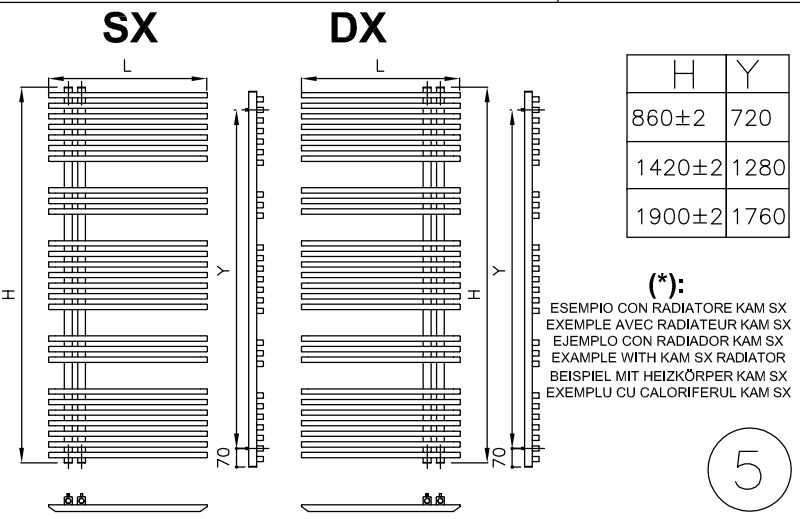 SX
DX
L
L
H
Y
70
H
Y
70
H Y
860±2 720
1420±2 1280
1900±2 1760
(*):
ESEMPIO CON RADIATORE KAM SX
EXEMPLE AVEC RADIATEUR KAM SX
EJEMPLO CON RADIADOR KAM SX
EXAMPLE WITH KAM SX RADIATOR
BEISPIEL MIT HEIZKÖRPER KAM SX
EXEMPLU CU CALORIFERUL KAM SX
5